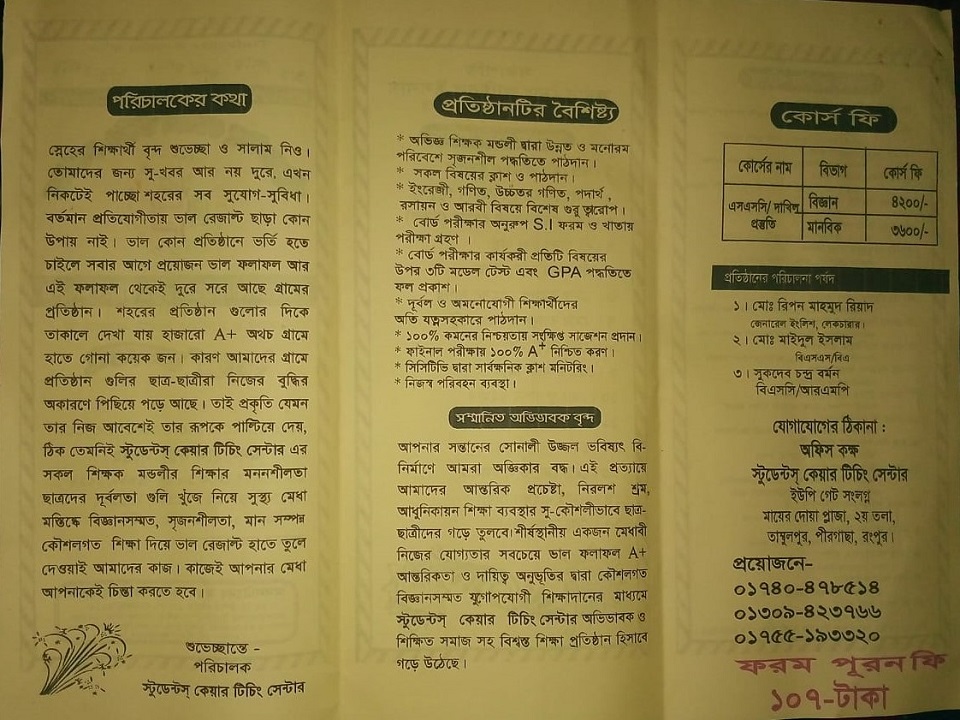 পরিচালকের কথা
স্নেহের শিক্ষার্থী বৃন্দ শুভেচ্ছা ও সালাম নিও।
তোমাদের জন্য সু-খবর আর নয় দুরে, এখন
নিকটেই পাচ্ছো শহরের সব সুযোগ-সুবিধা।
বর্তমান প্রতিযোগীতায় ভাল রেজাল্ট ছাড়া কোন
উপায় নাই। ভাল কোন প্রতিষ্ঠানে ভর্তি হতে
চাইলে সবার আগে প্রয়োজন ভাল ফলাফল আর
এই ফলাফল থেকেই দুরে সরে আছে গ্রামের
প্রতিষ্ঠান। শহরের প্রতিষ্ঠান গুলোর দিকে
তাকালে দেখা যায় হাজারো A+ অথচ গ্রামে
হাতে গোনা কয়েক জন। কারণ আমাদের গ্রামে
প্রতিষ্ঠান গুলির ছাত্র-ছাত্রীরা নিজের বুদ্ধির
অকারণে পিছিয়ে পড়ে আছে। তাই প্রকৃতি যেমন
তার নিজ আবেশেই তার রূপকে পাল্টিয়ে দেয়,
ঠিক তেমনিই স্টুডেন্টস্ কেয়ার টিচিং সেন্টার এর
সকল শিক্ষক মন্ডলীর শিক্ষার মননশীলতা
ছাত্রদের দূর্বলতা গুলি খুঁজে নিয়ে সুস্থ্য মেধা
মস্তিষ্কে বিজ্ঞানসম্মত, সৃজনশীলতা, মান সম্পন্ন
কৌশলগত শিক্ষা দিয়ে ভাল রেজাল্ট হাতে তুলে
দেওয়াই আমাদের কাজ। কাজেই আপনার মেধা
আপনাকেই চিন্তা করতে হবে।
শুভেচ্ছান্তে -
পরিচালক
স্টুডেন্টস্ কেয়ার টিচিং সেন্টার
প্রতিষ্ঠানটির বৈশিষ্ট্য
* অভিজ্ঞ শিক্ষক মন্ডলী দ্বারা উন্নত ও মনোরম
পরিবেশে সৃজনশীল পদ্ধতিতে পাঠদান।
* সকল বিষয়ের ক্লাশ ও পাঠদান।
* ইংরেজী, গণিত, উচ্চতর গণিত, পদার্থ,
রসায়ন ও আরবী বিষয়ে বিশেষ গুরুত্বারোপ।
* বোর্ড পরীক্ষার অনুরুপ S.I ফরম ও খাতায়
পরীক্ষা গ্রহণ ।
* বোর্ড পরীক্ষার কার্যকরী প্রতিটি বিষয়ের
উপর ৩টি মডেল টেস্ট এবং GPA পদ্ধতিতে
ফল প্রকাশ।
* দূর্বল ও অমনোযোগী শিক্ষার্থীদের
অতি যত্নসহকারে পাঠদান।
* ১০০% কমনের নিশ্চয়তায় সংক্ষিপ্ত সাজেশন প্রদান।
* ফাইনাল পরীক্ষায় ১০০% A+ নিশ্চিত করণ।
* সিসিটিভি দ্বারা সার্বক্ষনিক ক্লাশ মনিটরিং।
* নিজস্ব পরিবহন ব্যবস্থা।
সম্মানিত অভিভাবক বৃন্দ
আপনার সন্তানের সোনালী উজ্জল ভবিষ্যৎ বি-
নির্মাণে আমরা অজ্ঞিকার বদ্ধ। এই প্রত্যায়ে
আমাদের আন্তরিক প্রচেষ্টা, নিরলশ শ্রম,
আধুনিকায়ন শিক্ষা ব্যবস্থার সু-কৌশলীভাবে ছাত্র-
ছাত্রীদের গড়ে তুলবে। শীর্ষস্থানীয় একজন মেধাবী
নিজের যোগ্যতার সবচেয়ে ভাল ফলাফল A+
আন্তরিকতা ও দায়িত্ব অনুভূতির দ্বারা কৌশলগত
বিজ্ঞানসম্মত যুগোপযোগী শিক্ষাদানের মাধ্যমে
স্টুডেন্টস্ কেয়ার টিচিং সেন্টার অভিভাবক ও
শিক্ষিত সমাজ সহ বিশ্বস্ত শিক্ষা প্রতিষ্ঠান হিসাবে
গড়ে উঠেছে।
কোর্স ফি
কোর্সের নাম বিভাগ কোর্স ফি
এসএসসি/ দাখিল বিজ্ঞান ৪২০০/-
প্রস্তুতি মানবিক ৩৬০০/-
প্রতিষ্ঠানের পরিচালনা পর্ষদ
১। মোঃ রিপন মাহমুদ রিয়াদ
জেনারেল ইংলিশ, লেকচারার।
২। মোঃ মাইদুল ইসলাম
বিএসএস/বিএ
৩। সুকদেব চন্দ্র বর্মন
বিএসসি/আরএমপি
যোগাযোগের ঠিকানা :
অফিস কক্ষ
স্টুডেন্টস্ কেয়ার টিচিং সেন্টার
ইউপি গেট সংলগ্ন
মায়ের দোয়া প্লাজা, ২য় তলা,
তাম্বুলপুর, পীরগাছা, রংপুর।
প্রয়োজনে-
০১৭৪০-৪৭৮৫১৪
০১৩০৯-৪২৩৭৬৬
০১৭৫৫-১৯৩৩২০
ফরম পূরন ফি
১০৭-টাকা